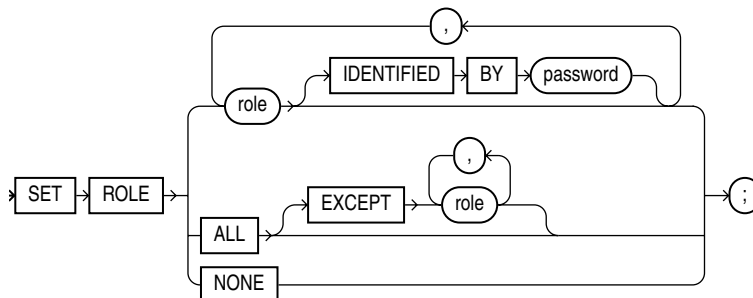 ,
IDENTIFIED BY password
role
,
EXCEPT role
SET ROLE ;
ALL
NONE